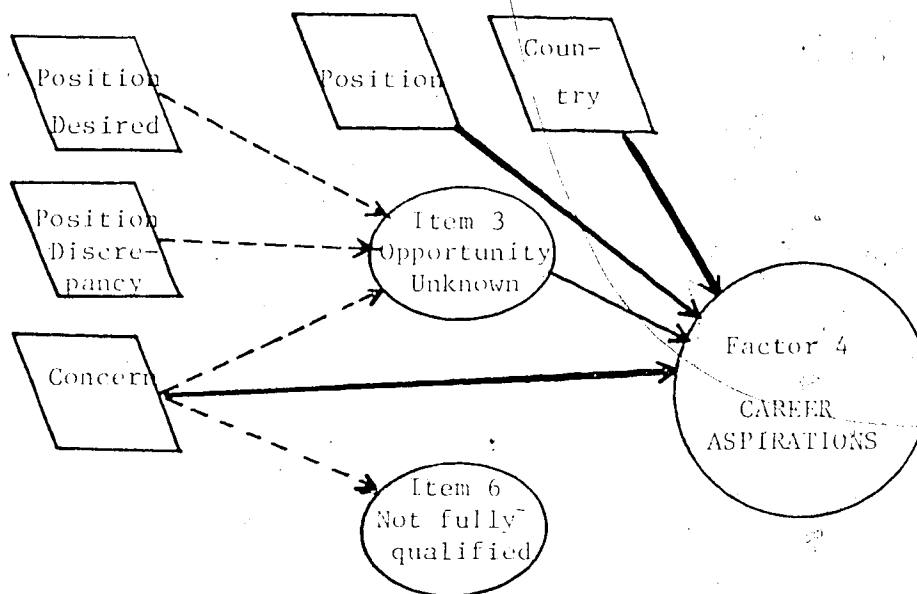 Position
Desired
Position
Coun-
try
Position
Discre-
pancy
Item 3
Opportunity
Unknown
Concern
Factor 4
CAREER
ASPIRATIONS
Item 6
Not fully
qualified